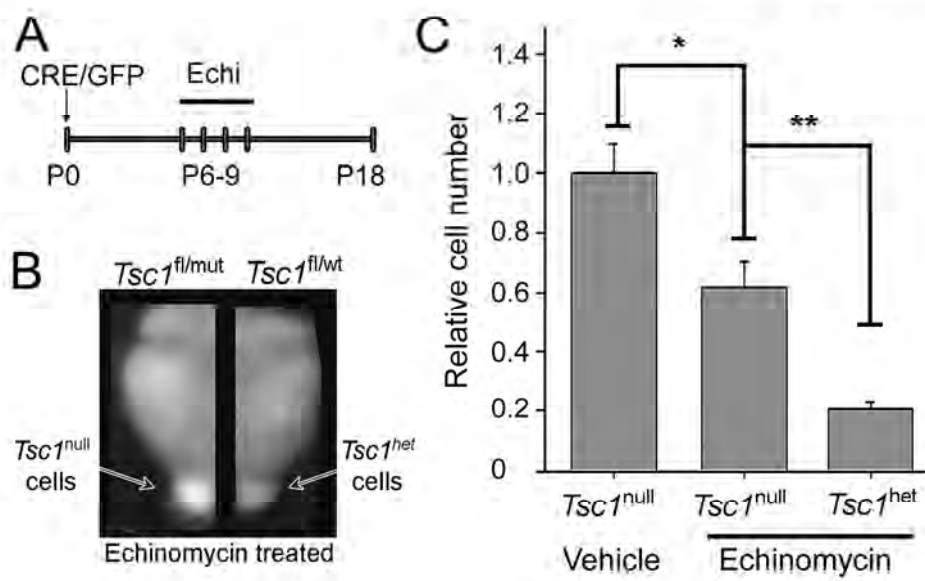 A
CRE/GFP Echi
P0 P6-9 P18
B
Tsc1fl/mut Tsc1fl/wt
Tsc1null
cells
Tsc1het
cells
Echinomycin treated
C
Relative cell number
1.4
1.2
1.0
0.8
0.6
0.4
0.2
0
*
**
Tsc1null Tsc1null Tsc1het
Vehicle Echinomycin